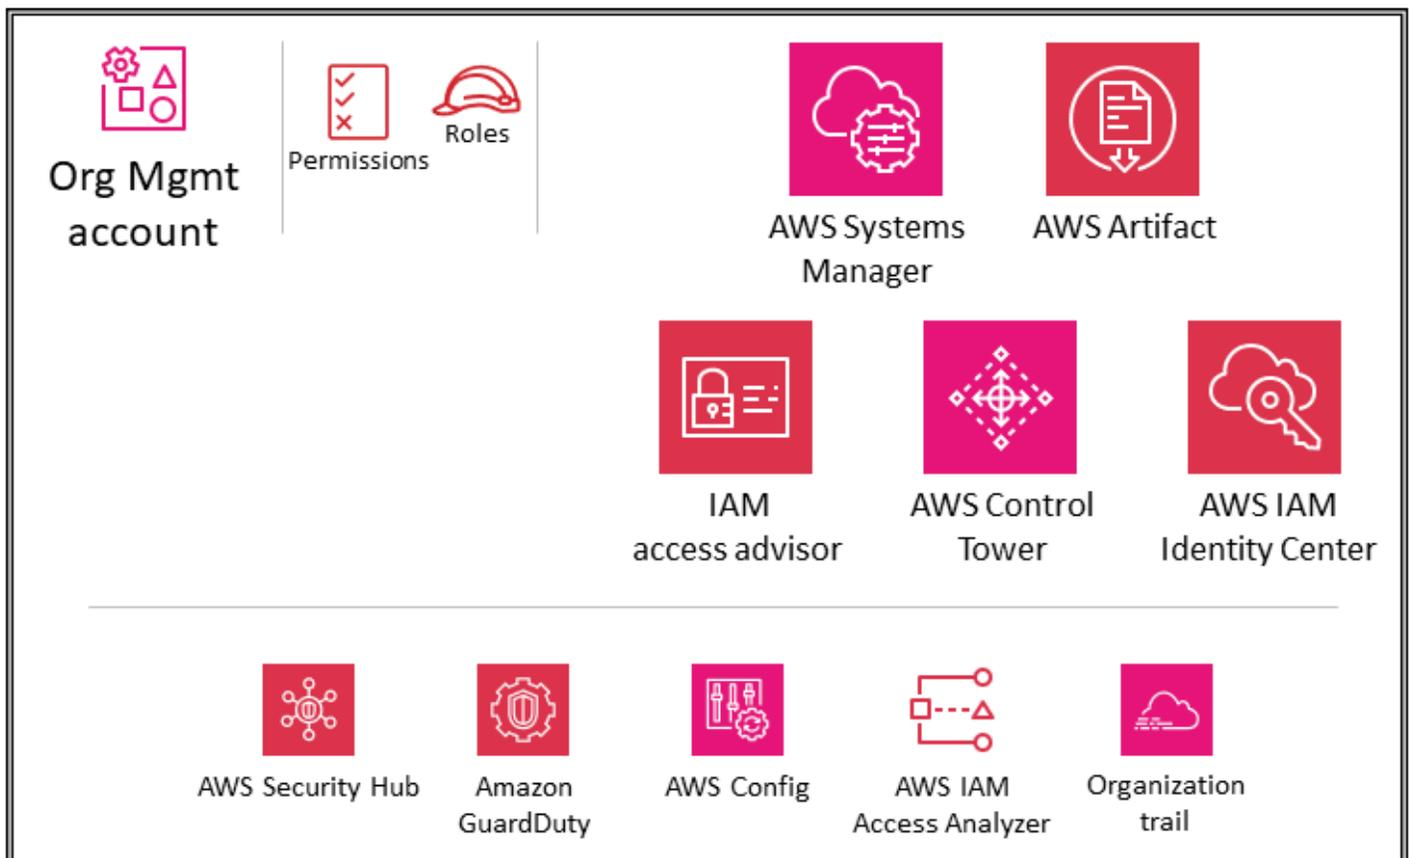 Org Mgmt
account
Permissions
Roles
AWS Systems
Manager
AWS Artifact
IAM
access advisor
AWS Control
Tower
AWS IAM
Identity Center
AWS Security Hub
Amazon
GuardDuty
AWS Config
AWS IAM
Access Analyzer
Organization
trail